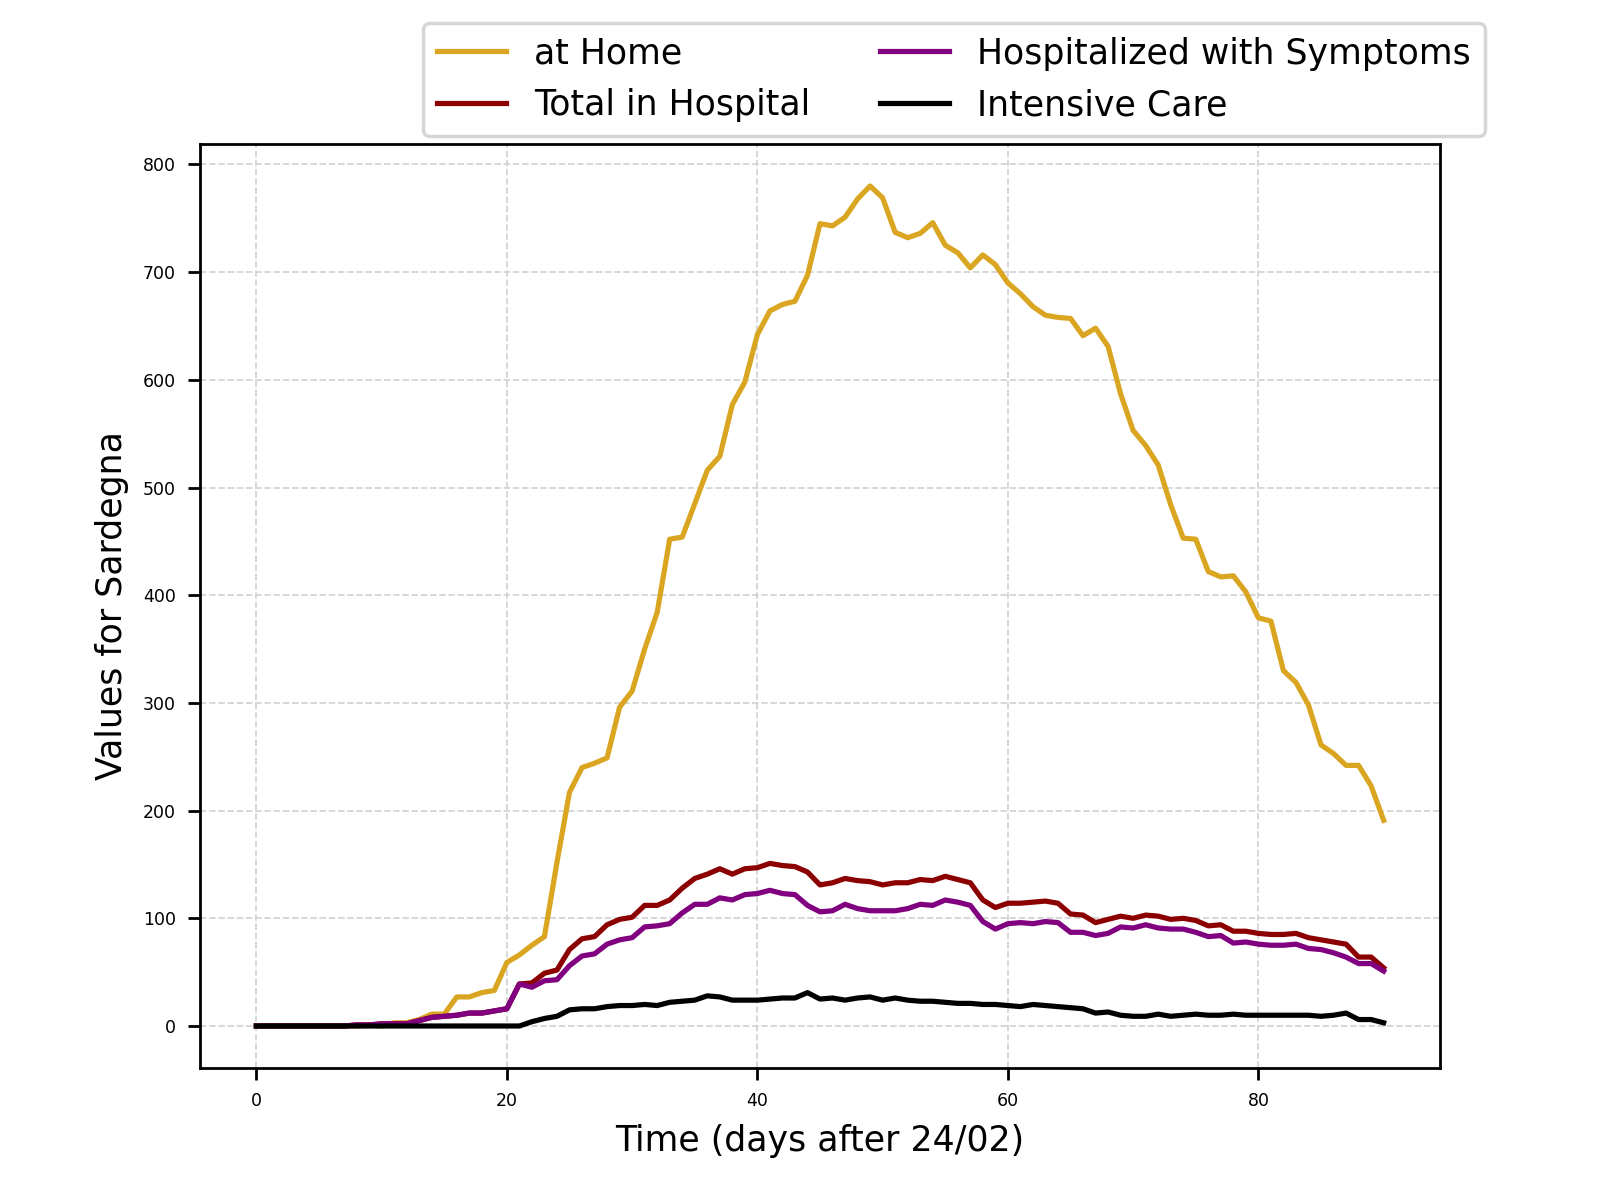 at Home
Total in Hospital
Hospitalized with Symptoms
Intensive Care
800
700
600
500
400
300
200
100
0
Values for Sardegna
0 20 40 60 80
Time (days after 24/02)